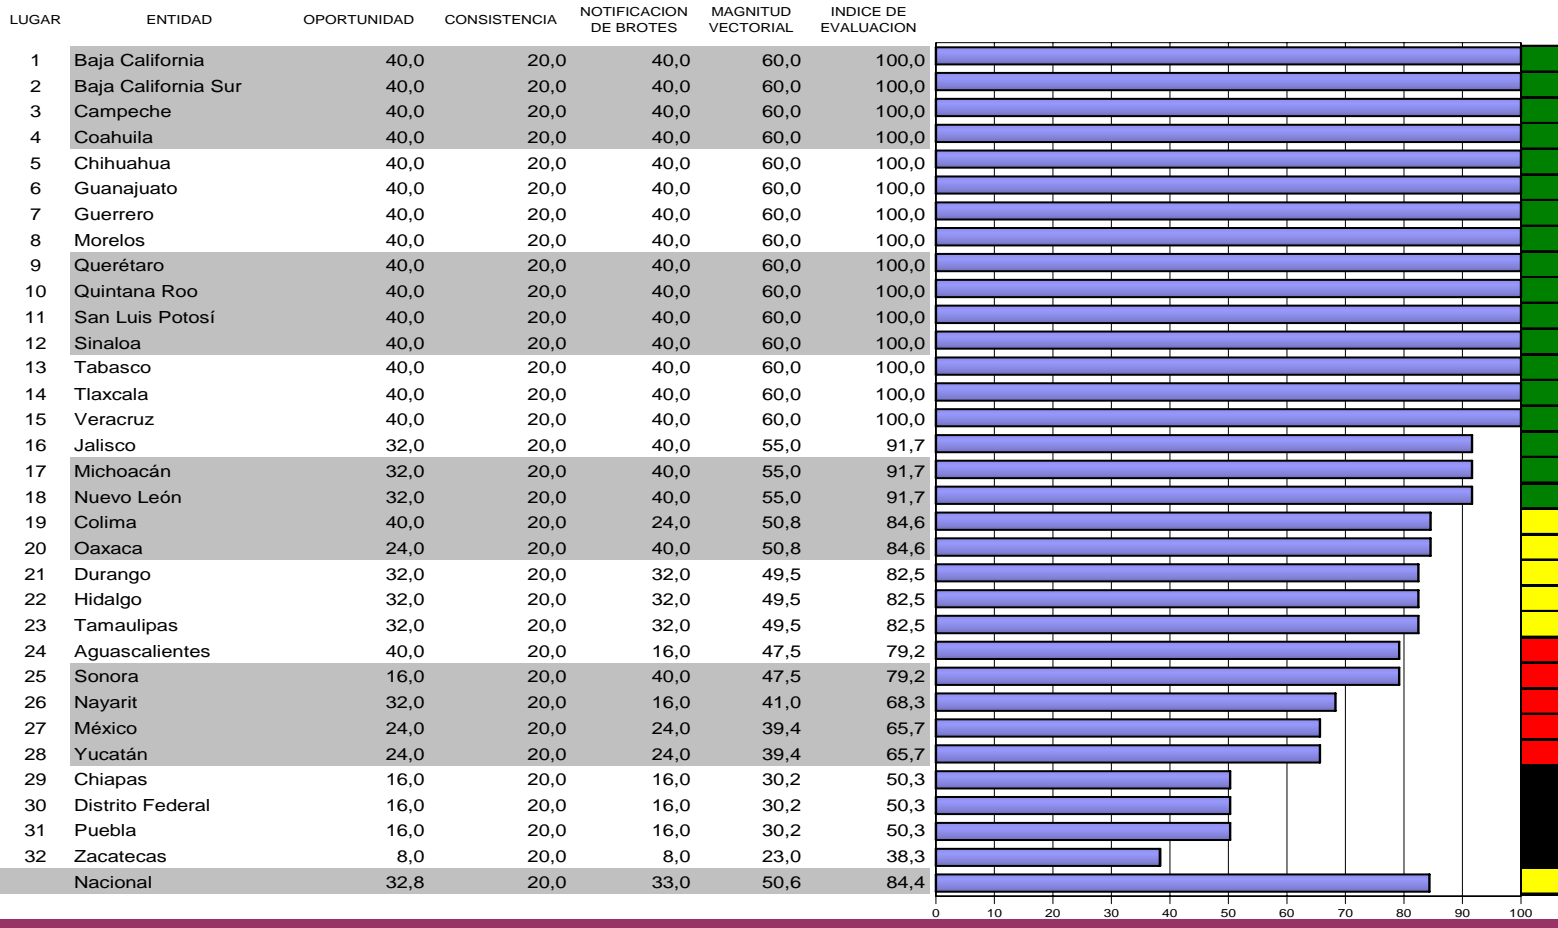 LUGAR ENTIDAD OPORTUNIDAD CONSISTENCIA NOTIFICACION DE BROTES MAGNITUD VECTORIAL INDICE DE EVALUACION
1 Baja California 40,0 20,0 40,0 60,0 100,0
2 Baja California Sur 40,0 20,0 40,0 60,0 100,0
3 Campeche 40,0 20,0 40,0 60,0 100,0
4 Coahuila 40,0 20,0 40,0 60,0 100,0
5 Chihuahua 40,0 20,0 40,0 60,0 100,0
6 Guanajuato 40,0 20,0 40,0 60,0 100,0
7 Guerrero 40,0 20,0 40,0 60,0 100,0
8 Morelos 40,0 20,0 40,0 60,0 100,0
9 Querétaro 40,0 20,0 40,0 60,0 100,0
10 Quintana Roo 40,0 20,0 40,0 60,0 100,0
11 San Luis Potosí 40,0 20,0 40,0 60,0 100,0
12 Sinaloa 40,0 20,0 40,0 60,0 100,0
13 Tabasco 40,0 20,0 40,0 60,0 100,0
14 Tlaxcala 40,0 20,0 40,0 60,0 100,0
15 Veracruz 40,0 20,0 40,0 60,0 100,0
16 Jalisco 32,0 20,0 40,0 55,0 91,7
17 Michoacán 32,0 20,0 40,0 55,0 91,7
18 Nuevo León 32,0 20,0 40,0 55,0 91,7
19 Colima 40,0 20,0 24,0 50,8 84,6
20 Oaxaca 24,0 20,0 40,0 50,8 84,6
21 Durango 32,0 20,0 32,0 49,5 82,5
22 Hidalgo 32,0 20,0 32,0 49,5 82,5
23 Tamaulipas 32,0 20,0 32,0 49,5 82,5
24 Aguascalientes 40,0 20,0 16,0 47,5 79,2
25 Sonora 16,0 20,0 40,0 47,5 79,2
26 Nayarit 32,0 20,0 16,0 41,0 68,3
27 México 24,0 20,0 24,0 39,4 65,7
28 Yucatán 24,0 20,0 24,0 39,4 65,7
29 Chiapas 16,0 20,0 16,0 30,2 50,3
30 Distrito Federal 16,0 20,0 16,0 30,2 50,3
31 Puebla 16,0 20,0 16,0 30,2 50,3
32 Zacatecas 8,0 20,0 8,0 23,0 38,3
Nacional 32,8 20,0 33,0 50,6 84,4
0 10 20 30 40 50 60 70 80 90 100